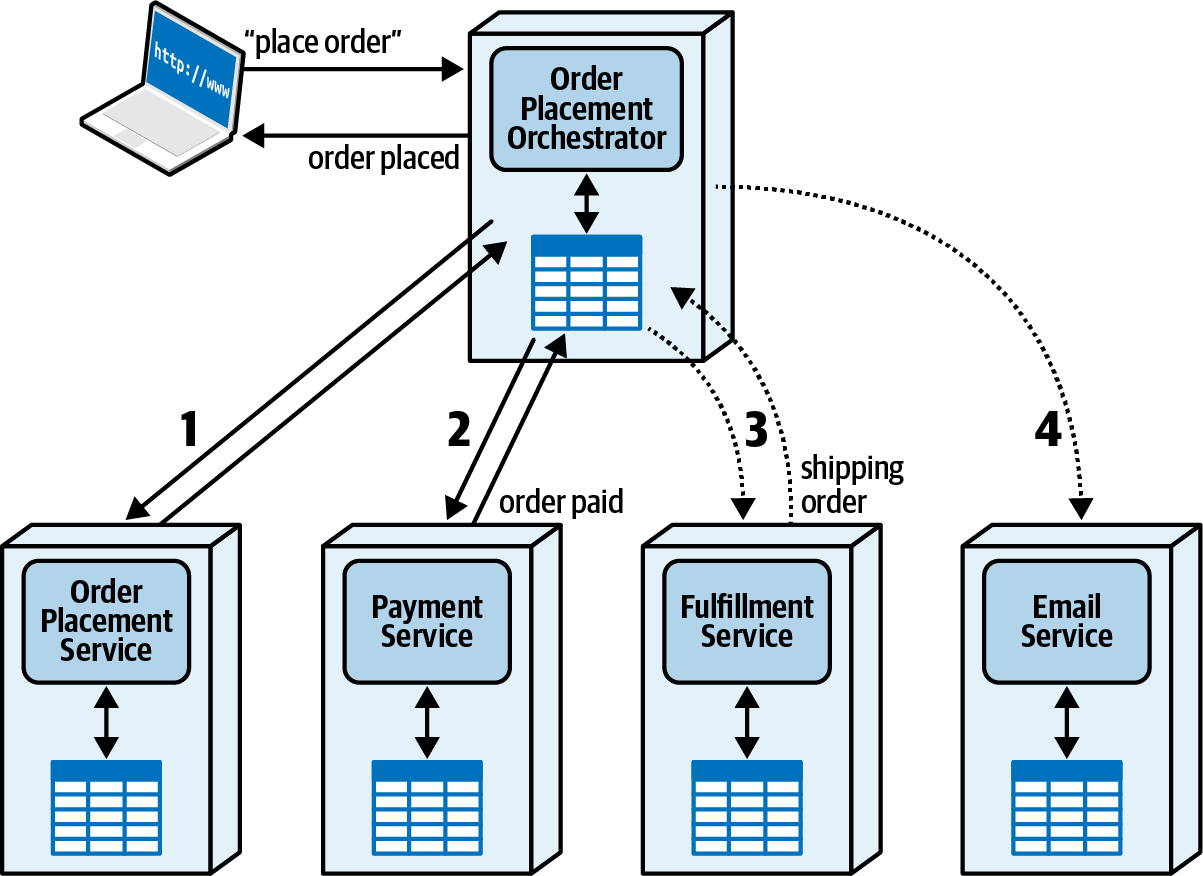 http://www
“place order”
order placed
Order
Placement
Orchestrator
1
2
3
4
order paid
shipping
order
Order
Placement
Service
Payment
Service
Fulfillment
Service
Email
Service